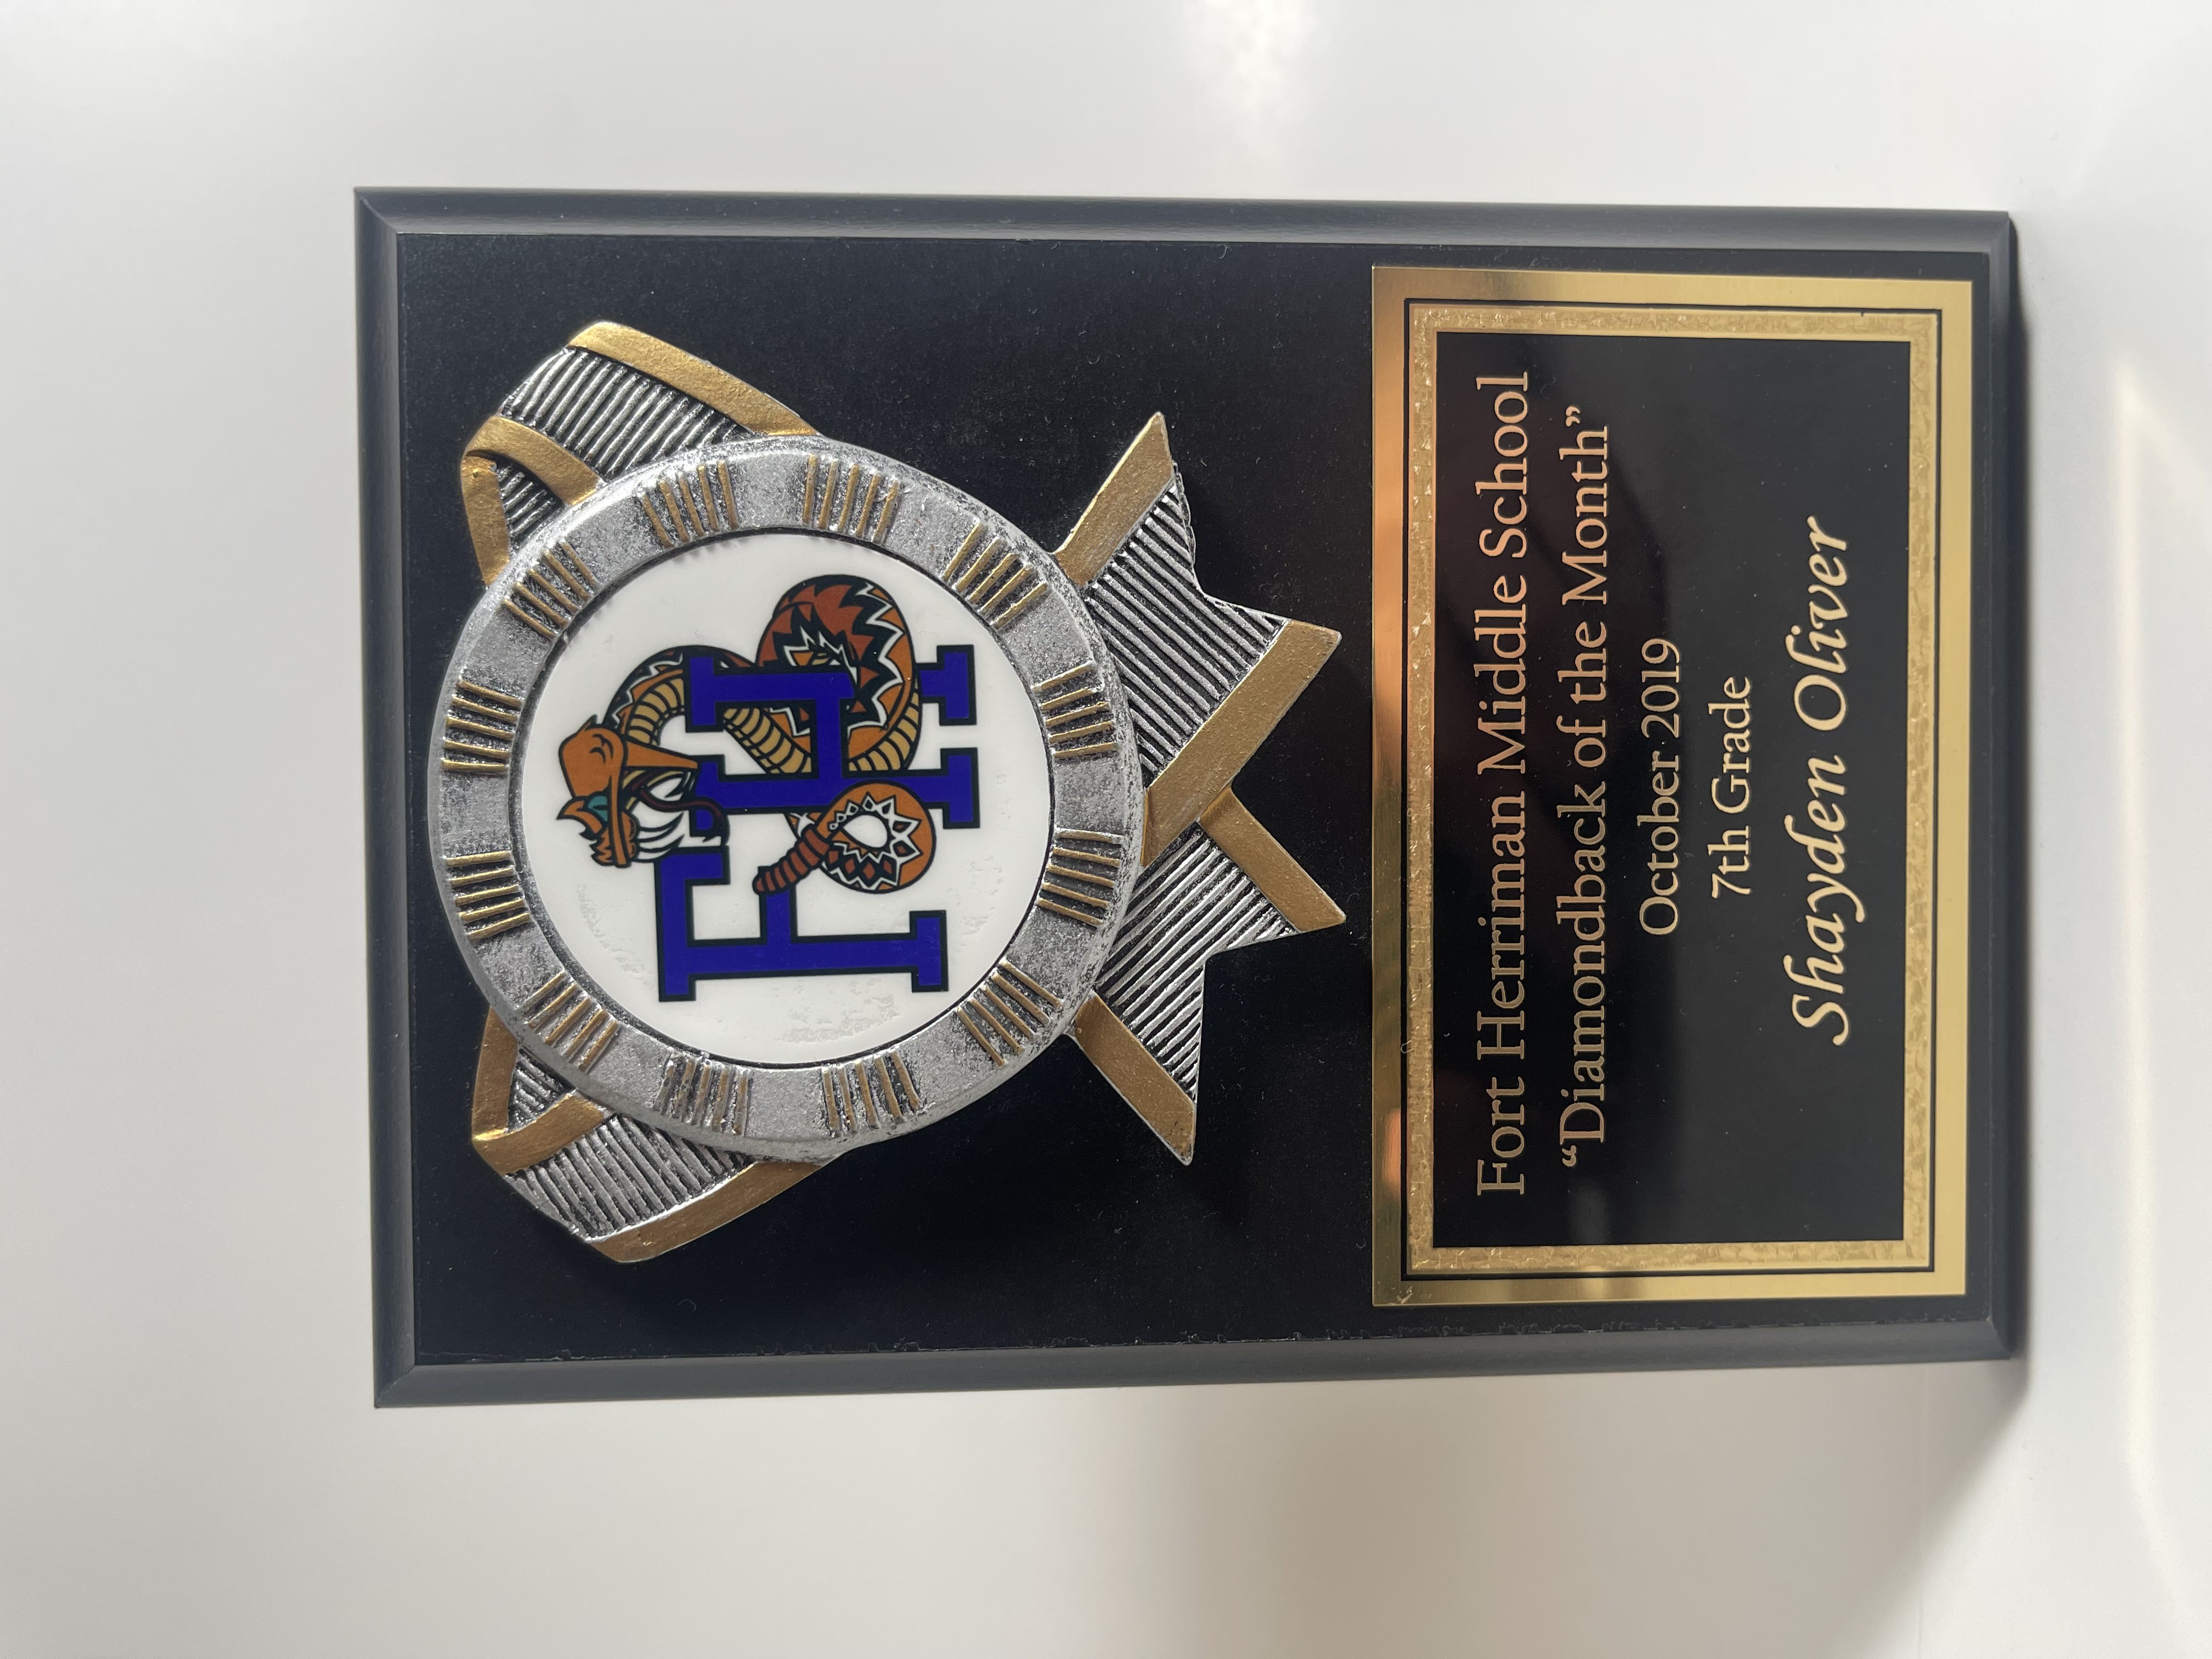 FH
Fort Herriman Middle School
“Diamondback of the Month”
October 2019
7th Grade
Shayden Oliver